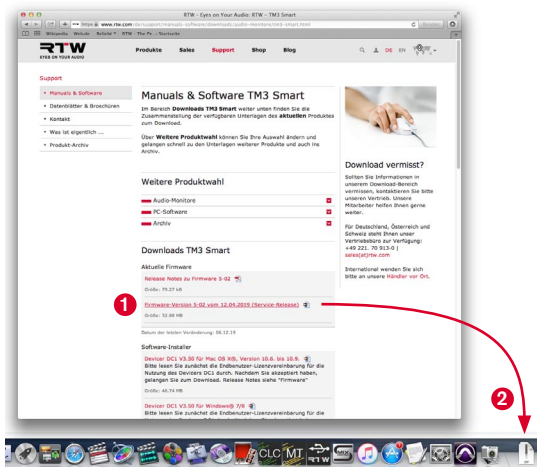 RTW - Eyes on Your Audio: RTW - TM3 Smart
www.rtw.com/de/support/manuals-software/downloads/audio-monitore/tm3-smart.html
Reader
Wikipedia Website Beliebt RTW - The Pr...: Startseite
RTW
EYES ON YOUR AUDIO
Produkte Sales Support Shop Blog
DE EN
Support
Manuals & Software
Datenblätter & Broschüren
Kontakt
Was ist eigentlich ...
Produkt-Archiv
Manuals & Software TM3 Smart
Im Bereich Downloads TM3 Smart weiter unten finden Sie die
Zusammenstellung der verfügbaren Unterlagen des aktuellen Produktes
zum Download.
Über Weitere Produktwahl können Sie Ihre Auswahl ändern und
gelangen schnell zu den Unterlagen weiterer Produkte und auch ins
Archiv.
Weitere Produktwahl
Audio-Monitore
PC-Software
Archiv
Downloads TM3 Smart
Aktuelle Firmware
Release Notes zu Firmware 5-02
Größe: 79.27 kB
1
Firmware-Version 5-02 vom 12.04.2019 (Service-Release)
Größe: 32.98 MB
Datum der letzten Veränderung: 06.12.19
Software-Installer
Devicer DC1 V3.50 für Mac OS X®, Version 10.6. bis 10.9.
Bitte lesen Sie zunächst die Endbenutzer-Lizenzvereinbarung für die
Nutzung des Devicers DC1 durch. Nachdem Sie akzeptiert haben,
gelangen Sie zum Download. Release Notes siehe "Firmware"
Größe: 40.74 MB
Devicer DC1 V3.50 für Windows® 7/8
Bitte lesen Sie zunächst die Endbenutzer-Lizenzvereinbarung für die
Download vermisst?
Sollten Sie Informationen in
unserem Download-Bereich
vermissen, kontaktieren Sie bitte
unseren Vertrieb. Unsere
Mitarbeiter helfen Ihnen gerne
weiter.
Für Deutschland, Österreich und
Schweiz steht Ihnen unser
Vertriebsbüro zur Verfügung:
+49 221. 70 913-0 |
sales[at]rtw.com
International wenden Sie sich
bitte an unsere Händler vor Ort.
2
CLC MT RTW